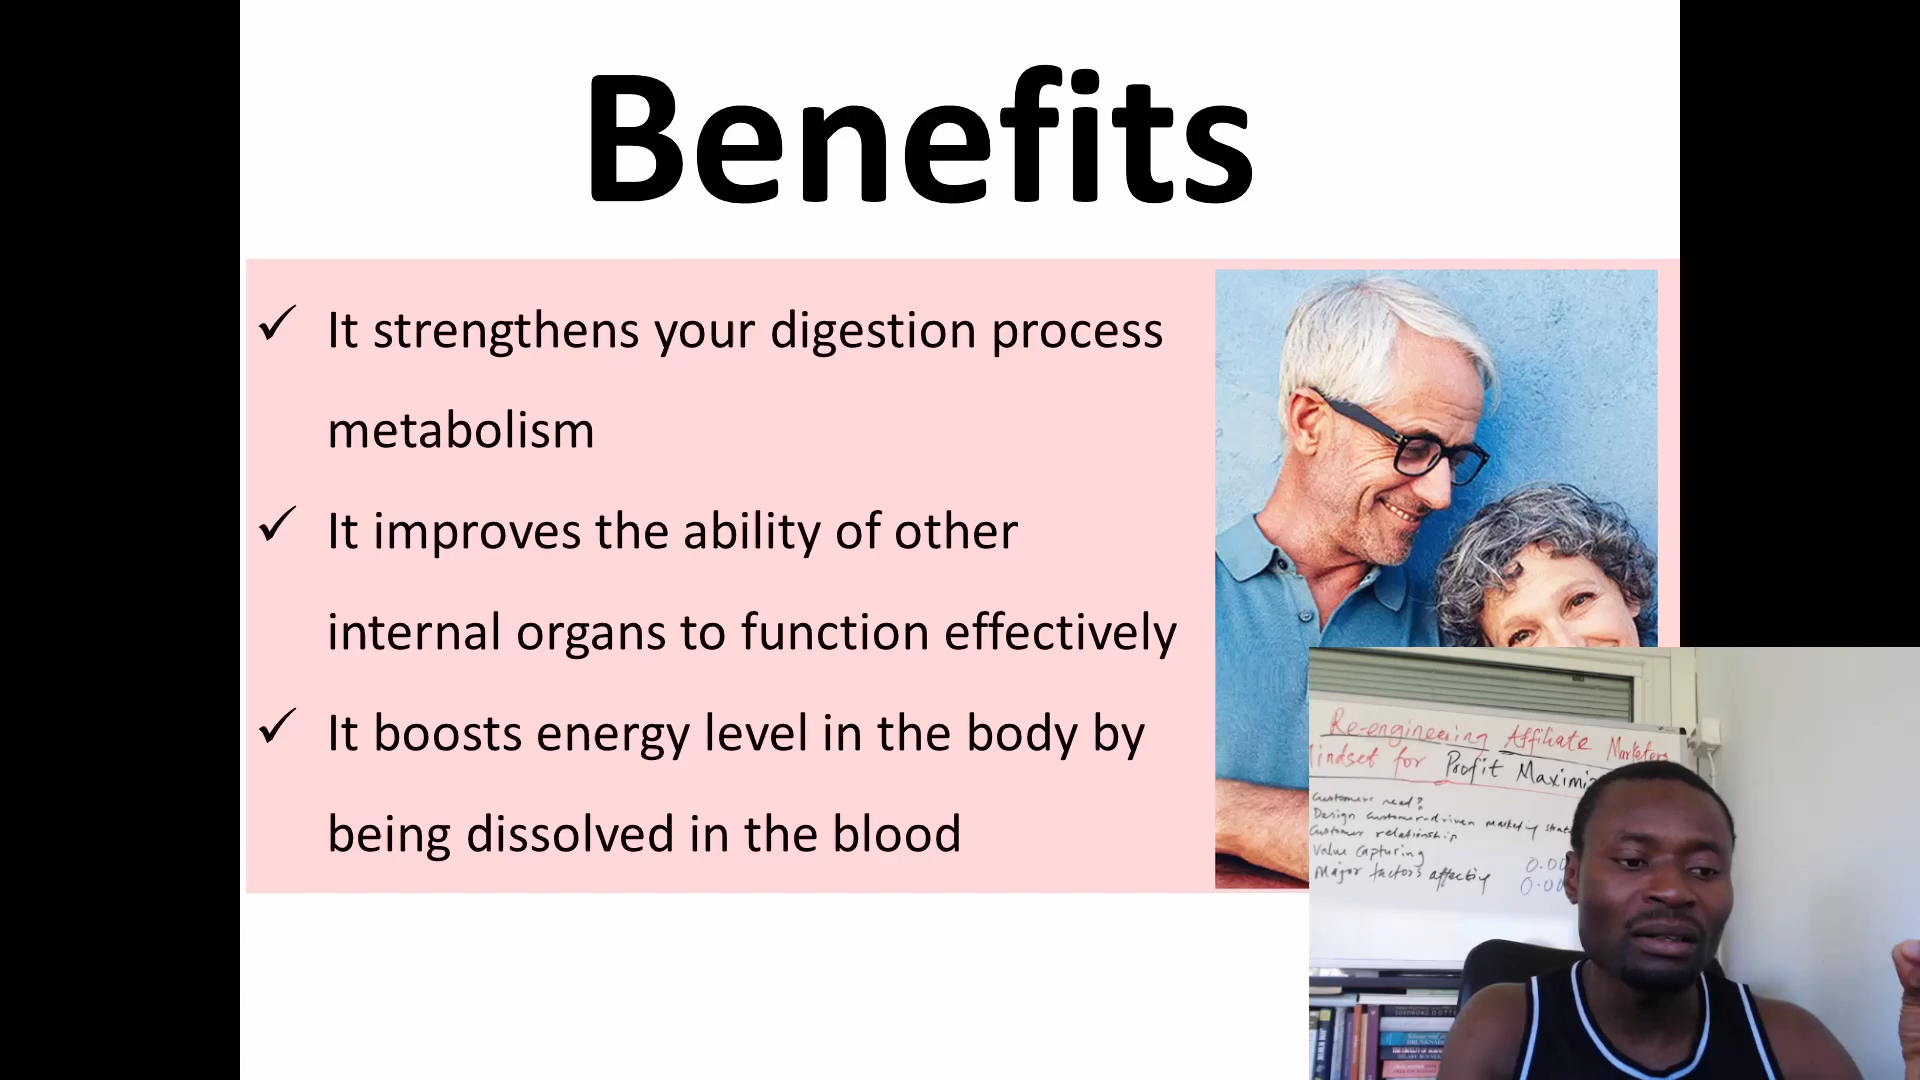 Benefits
✓ It strengthens your digestion process
metabolism
✓ It improves the ability of other
internal organs to function effectively
✓ It boosts energy level in the body by
being dissolved in the blood
Re-engineering Affiliate Marketers
Mindset for Profit
Customers need?
Design customer-driven marketing
Customer relationship
Value Capturing
Major factors affecting